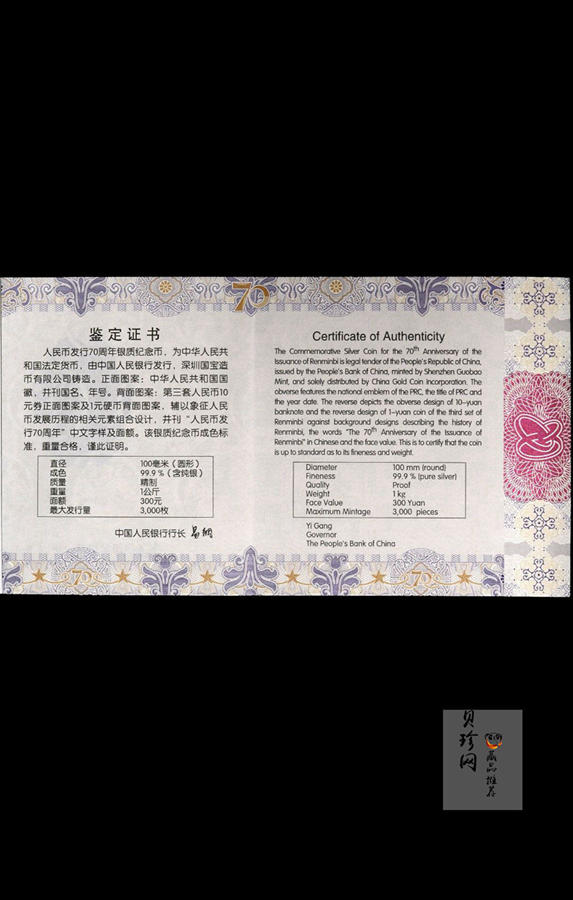 70
鉴定证书
人民币发行70周年银质纪念币，为中华人民共
和国法定货币，由中国人民银行发行，深圳国宝造
币有限公司铸造。正面图案：中华人民共和国国
徽，并刊国名、年号。背面图案：第三套人民币10
元券正面图案及1元硬币背面图案，辅以象征人民
币发展历程的相关元素组合设计，并刊“人民币发
行70周年”中文字样及面额。该银质纪念币成色标
准，重量合格，谨此证明。
直径 100毫米（圆形）
成色 99.9 %（含纯银）
质量 精制
重量 1公斤
面额 300元
最大发行量 3,000枚
中国人民银行行长 易纲
Certificate of Authenticity
The Commemorative Silver Coin for the 70th Anniversary of the
Issuance of Renminbi is legal tender of the People's Republic of China,
issued by the People's Bank of China, minted by Shenzhen Guobao
Mint, and solely distributed by China Gold Coin Incorporation. The
obverse features the national emblem of the PRC, the title of PRC and
the year date. The reverse depicts the obverse design of 10-yuan
banknote and the reverse design of 1-yuan coin of the third set of
Renminbi against background designs describing the history of
Renminbi, the words "The 70th Anniversary of the Issuance of
Renminbi" in Chinese and the face value. This is to certify that the coin
is up to standard as to its fineness and weight.
Diameter 100 mm (round)
Fineness 99.9 % (pure silver)
Quality Proof
Weight 1 kg
Face Value 300 Yuan
Maximum Mintage 3,000 pieces
Yi Gang
Governor
The People's Bank of China
70
70
贝珍网
藏品推荐